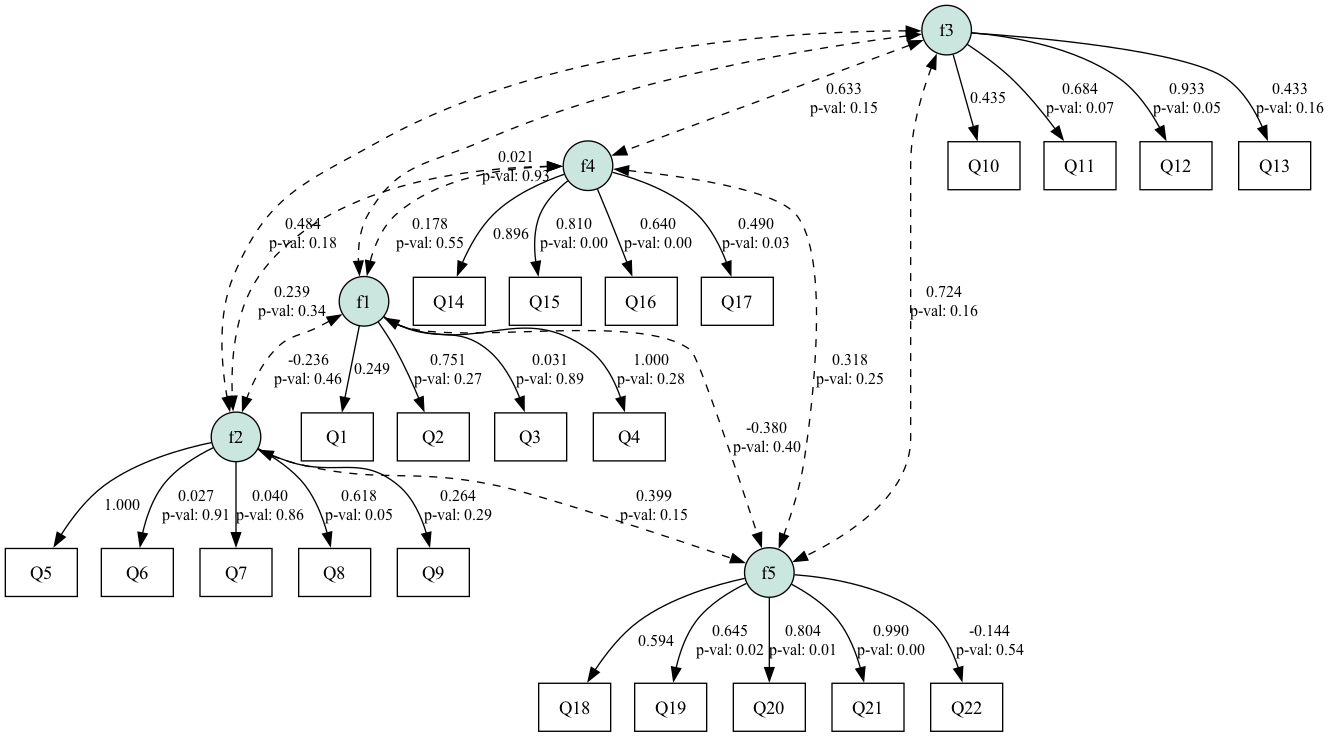 f3
0.633
p-val: 0.15
0.435
0.684
p-val: 0.07
0.933
p-val: 0.05
0.433
p-val: 0.16
0.021
p-val: 0.93
f4
Q10
Q11
Q12
Q13
0.484
p-val: 0.18
0.178
p-val: 0.55
0.896
0.810
p-val: 0.00
0.640
p-val: 0.00
0.490
p-val: 0.03
0.239
p-val: 0.34
f1
Q14
Q15
Q16
Q17
0.724
p-val: 0.16
-0.236
p-val: 0.46
0.249
0.751
p-val: 0.27
0.031
p-val: 0.89
1.000
p-val: 0.28
0.318
p-val: 0.25
f2
Q1
Q2
Q3
Q4
-0.380
p-val: 0.40
1.000
0.027
p-val: 0.91
0.040
p-val: 0.86
0.618
p-val: 0.05
0.264
p-val: 0.29
0.399
p-val: 0.15
Q5
Q6
Q7
Q8
Q9
f5
0.594
0.645
p-val: 0.02
0.804
p-val: 0.01
0.990
p-val: 0.00
-0.144
p-val: 0.54
Q18
Q19
Q20
Q21
Q22